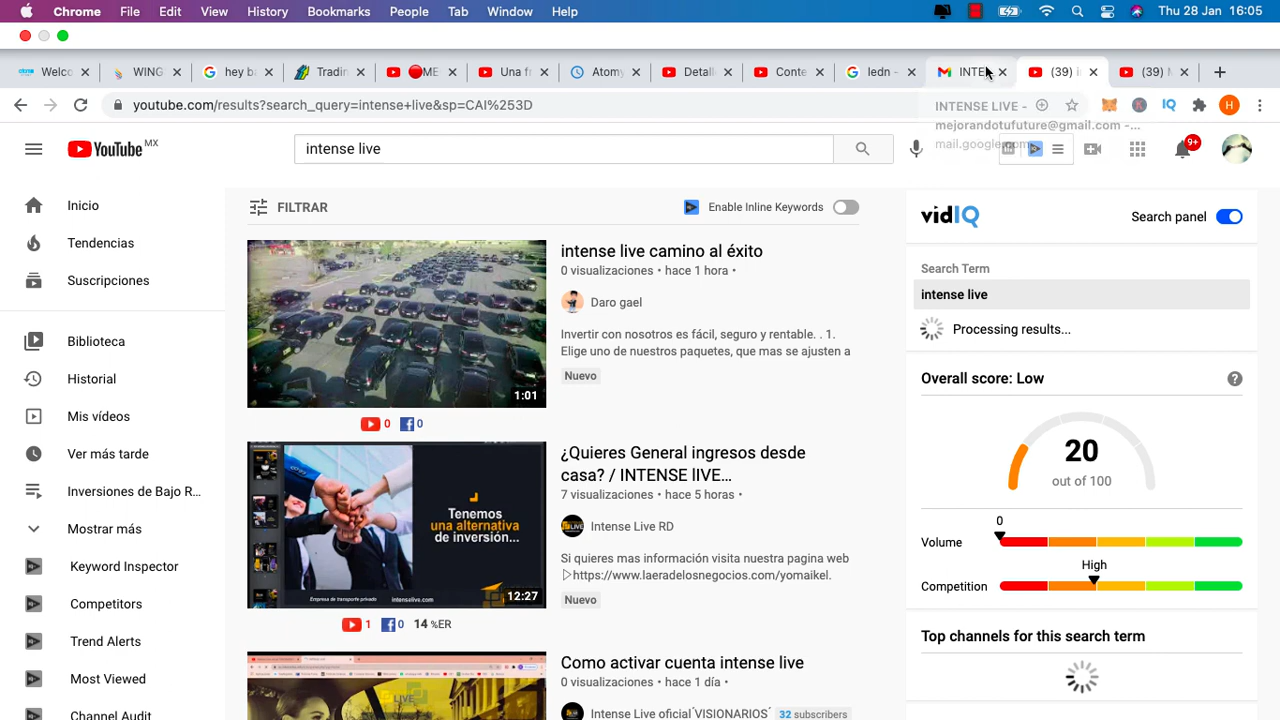 Chrome File Edit View History Bookmarks People Tab Window Help Thu 28 Jan 16:05
Welco WING hey b Tradin ME Una f Atomy Detall Conte ledn - INTE (39) i (39) M
youtube.com/results?search_query=intense+live&sp=CAI%253D
INTENSE LIVE -
mejorandotufuture@gmail.com -...
mail.google.com
YouTube MX
intense live
9+
Inicio
Tendencias
Suscripciones
Biblioteca
Historial
Mis vídeos
Ver más tarde
Inversiones de Bajo R...
Mostrar más
Keyword Inspector
Competitors
Trend Alerts
Most Viewed
Channel Audit
FILTRAR
Enable Inline Keywords
1:01
0 0
intense live camino al éxito
0 visualizaciones • hace 1 hora •
Daro gael
Invertir con nosotros es fácil, seguro y rentable. . 1.
Elige uno de nuestros paquetes, que mas se ajusten a
Nuevo
Tenemos
una alternativa
de inversión...
Empresa de transporte privado intenselive.com
12:27
1 0 14 %ER
¿Quieres General ingresos desde
casa? / INTENSE lIVE...
7 visualizaciones • hace 5 horas •
Intense Live RD
Si quieres mas información visita nuestra pagina web
▷https://www.laeradelosnegocios.com/yomaikel.
Nuevo
LIVE
Como activar cuenta intense live
0 visualizaciones • hace 1 día •
Intense Live oficial¨VISIONARIOS¨ 32 subscribers
vidIQ
Search panel
Search Term
intense live
Processing results...
Overall score: Low
20
out of 100
0
Volume
High
Competition
Top channels for this search term